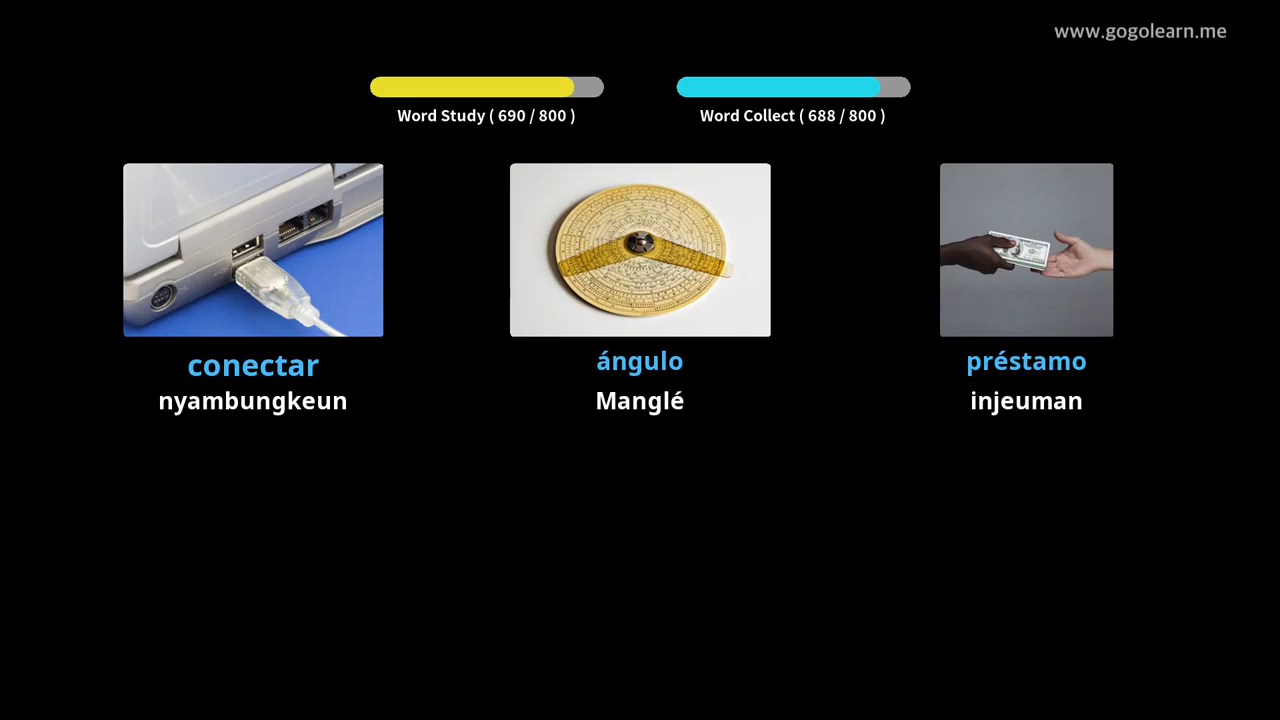 www.gogolearn.me
Word Study ( 690 / 800 )
Word Collect ( 688 / 800 )
conectar
nyambungkeun
ángulo
Manglé
préstamo
injeuman